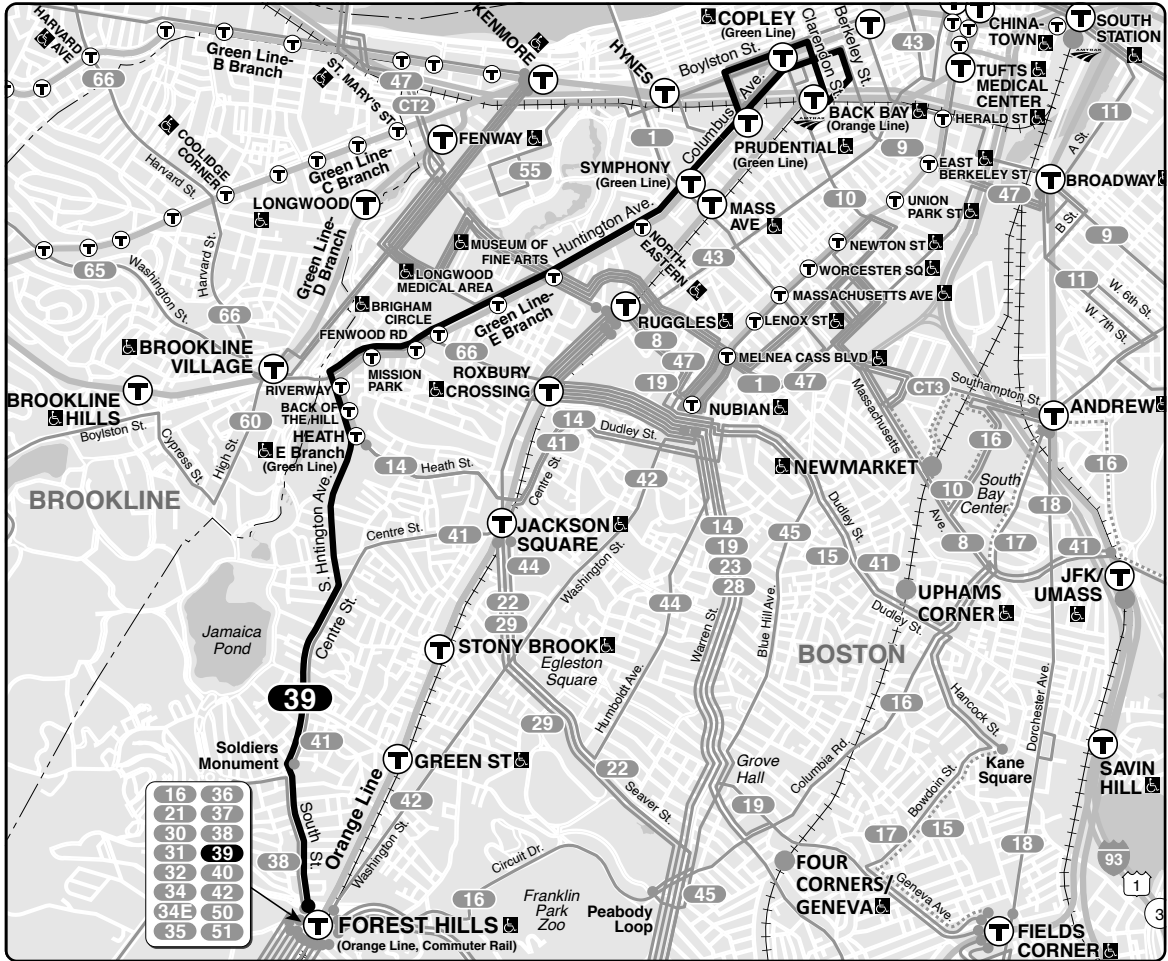 HARVARD
AVE
66
Green Line-
B Branch
ST. MARY'S ST
47
CT2
KENMORE
HYNES
COPLEY
(Green Line)
Boylston St.
Clarendon St.
Berkeley St.
43
CHINA-
TOWN
SOUTH
STATION
AMTRAK
TUFTS
MEDICAL
CENTER
11
A St.
COOLIDGE
CORNER
Harvard St.
Green Line-
C Branch
FENWAY
55
1
Columbus
Ave.
BACK BAY
(Orange Line)
AMTRAK
PRUDENTIAL
(Green Line)
HERALD ST
9
EAST
BERKELEY ST
47
BROADWAY
SYMPHONY
(Green Line)
LONGWOOD
Green Line-
D Branch
Huntington Ave.
MASS
AVE
10
UNION
PARK ST
B St.
9
65
Washington St.
Harvard St.
66
MUSEUM OF
FINE ARTS
NORTH-
EASTERN
43
NEWTON ST
WORCESTER SQ
11
LONGWOOD
MEDICAL AREA
MASSACHUSETTS AVE
W. 6th St.
W. 7th St.
BRIGHAM
CIRCLE
Green Line-
E Branch
FENWOOD RD
RUGGLES
LENOX ST
8
BROOKLINE
VILLAGE
66
ROXBURY
CROSSING
47
19
MELNEA CASS BLVD
1
47
MISSION
PARK
RIVERWAY
BROOKLINE
HILLS
BACK OF
THE/HILL
NUBIAN
Massachusetts
Ave.
CT3
Southampton St.
ANDREW
Boylston St.
60
HEATH
E Branch
(Green Line)
14
Dudley St.
41
16
Cypress St.
High St.
14
Heath St.
Centre St.
42
NEWMARKET
10
South
Bay
Center
16
18
BROOKLINE
S. Hntington Ave.
Centre St.
41
JACKSON
SQUARE
14
19
23
28
45
Dudley St.
15
41
8
17
41
44
Washington St.
JFK/
UMASS
22
29
44
UPHAMS
CORNER
Dudley St.
Jamaica
Pond
Centre St.
STONY BROOK
Egleston
Square
Humboldt Ave.
Warren St.
Blue Hill Ave.
BOSTON
39
29
16
Hancock St.
Dorchester Ave.
41
Soldiers
Monument
GREEN ST
22
Seaver St.
Grove
Hall
Columbia Rd.
Kane
Square
SAVIN
HILL
16 36
21 37
30 38
31 39
32 40
34 42
34E 50
35 51
Orange Line
42
Washington St.
South St.
38
19
Bowdoin St.
17
15
18
93
1
3
Circuit Dr.
16
Franklin
Park
Zoo
Peabody
Loop
45
FOUR
CORNERS/
GENEVA
Geneva Ave.
FOREST HILLS
(Orange Line, Commuter Rail)
FIELDS
CORNER